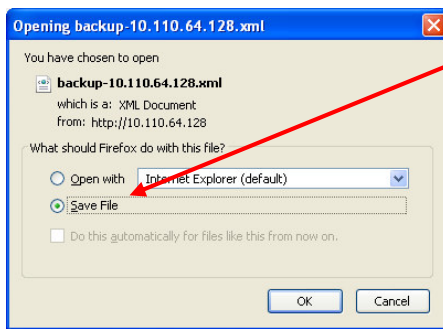 Opening backup-10.110.64.128.xml
You have chosen to open
backup-10.110.64.128.xml
which is a: XML Document
from: http://10.110.64.128
What should Firefox do with this file?
Open with Internet Explorer (default)
Save File
Do this automatically for files like this from now on.
OK Cancel